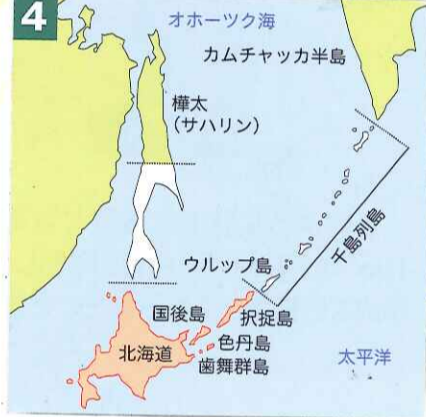 4
オホーツク海
カムチャッカ半島
樺太
(サハリン)
千島列島
ウルップ島
国後島
択捉島
北海道
色丹島
歯舞群島
太平洋